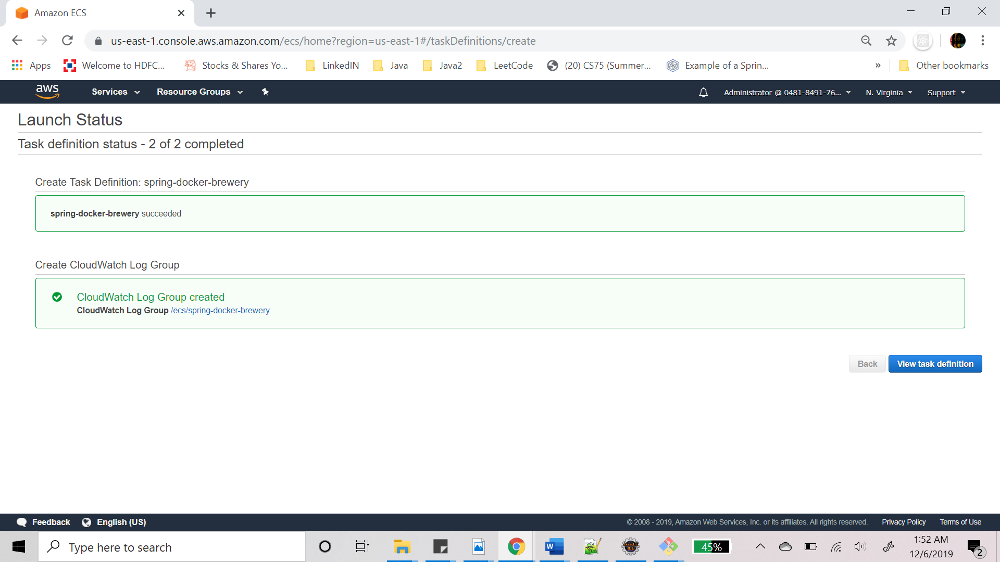 Amazon ECS
us-east-1.console.aws.amazon.com/ecs/home?region=us-east-1#/taskDefinitions/create
Apps Welcome to HDFC... Stocks & Shares Yo... LinkedIN Java Java2 LeetCode (20) CS75 (Summer... Example of a Sprin... » Other bookmarks
aws Services Resource Groups Administrator @ 0481-8491-76... N. Virginia Support
Launch Status
Task definition status - 2 of 2 completed
Create Task Definition: spring-docker-brewery
spring-docker-brewery succeeded
Create CloudWatch Log Group
CloudWatch Log Group created
CloudWatch Log Group /ecs/spring-docker-brewery
Back View task definition
Feedback English (US) © 2008 - 2019, Amazon Web Services, Inc. or its affiliates. All rights reserved. Privacy Policy Terms of Use
Type here to search W Java EE IDE 45% 1:52 AM
12/6/2019 2